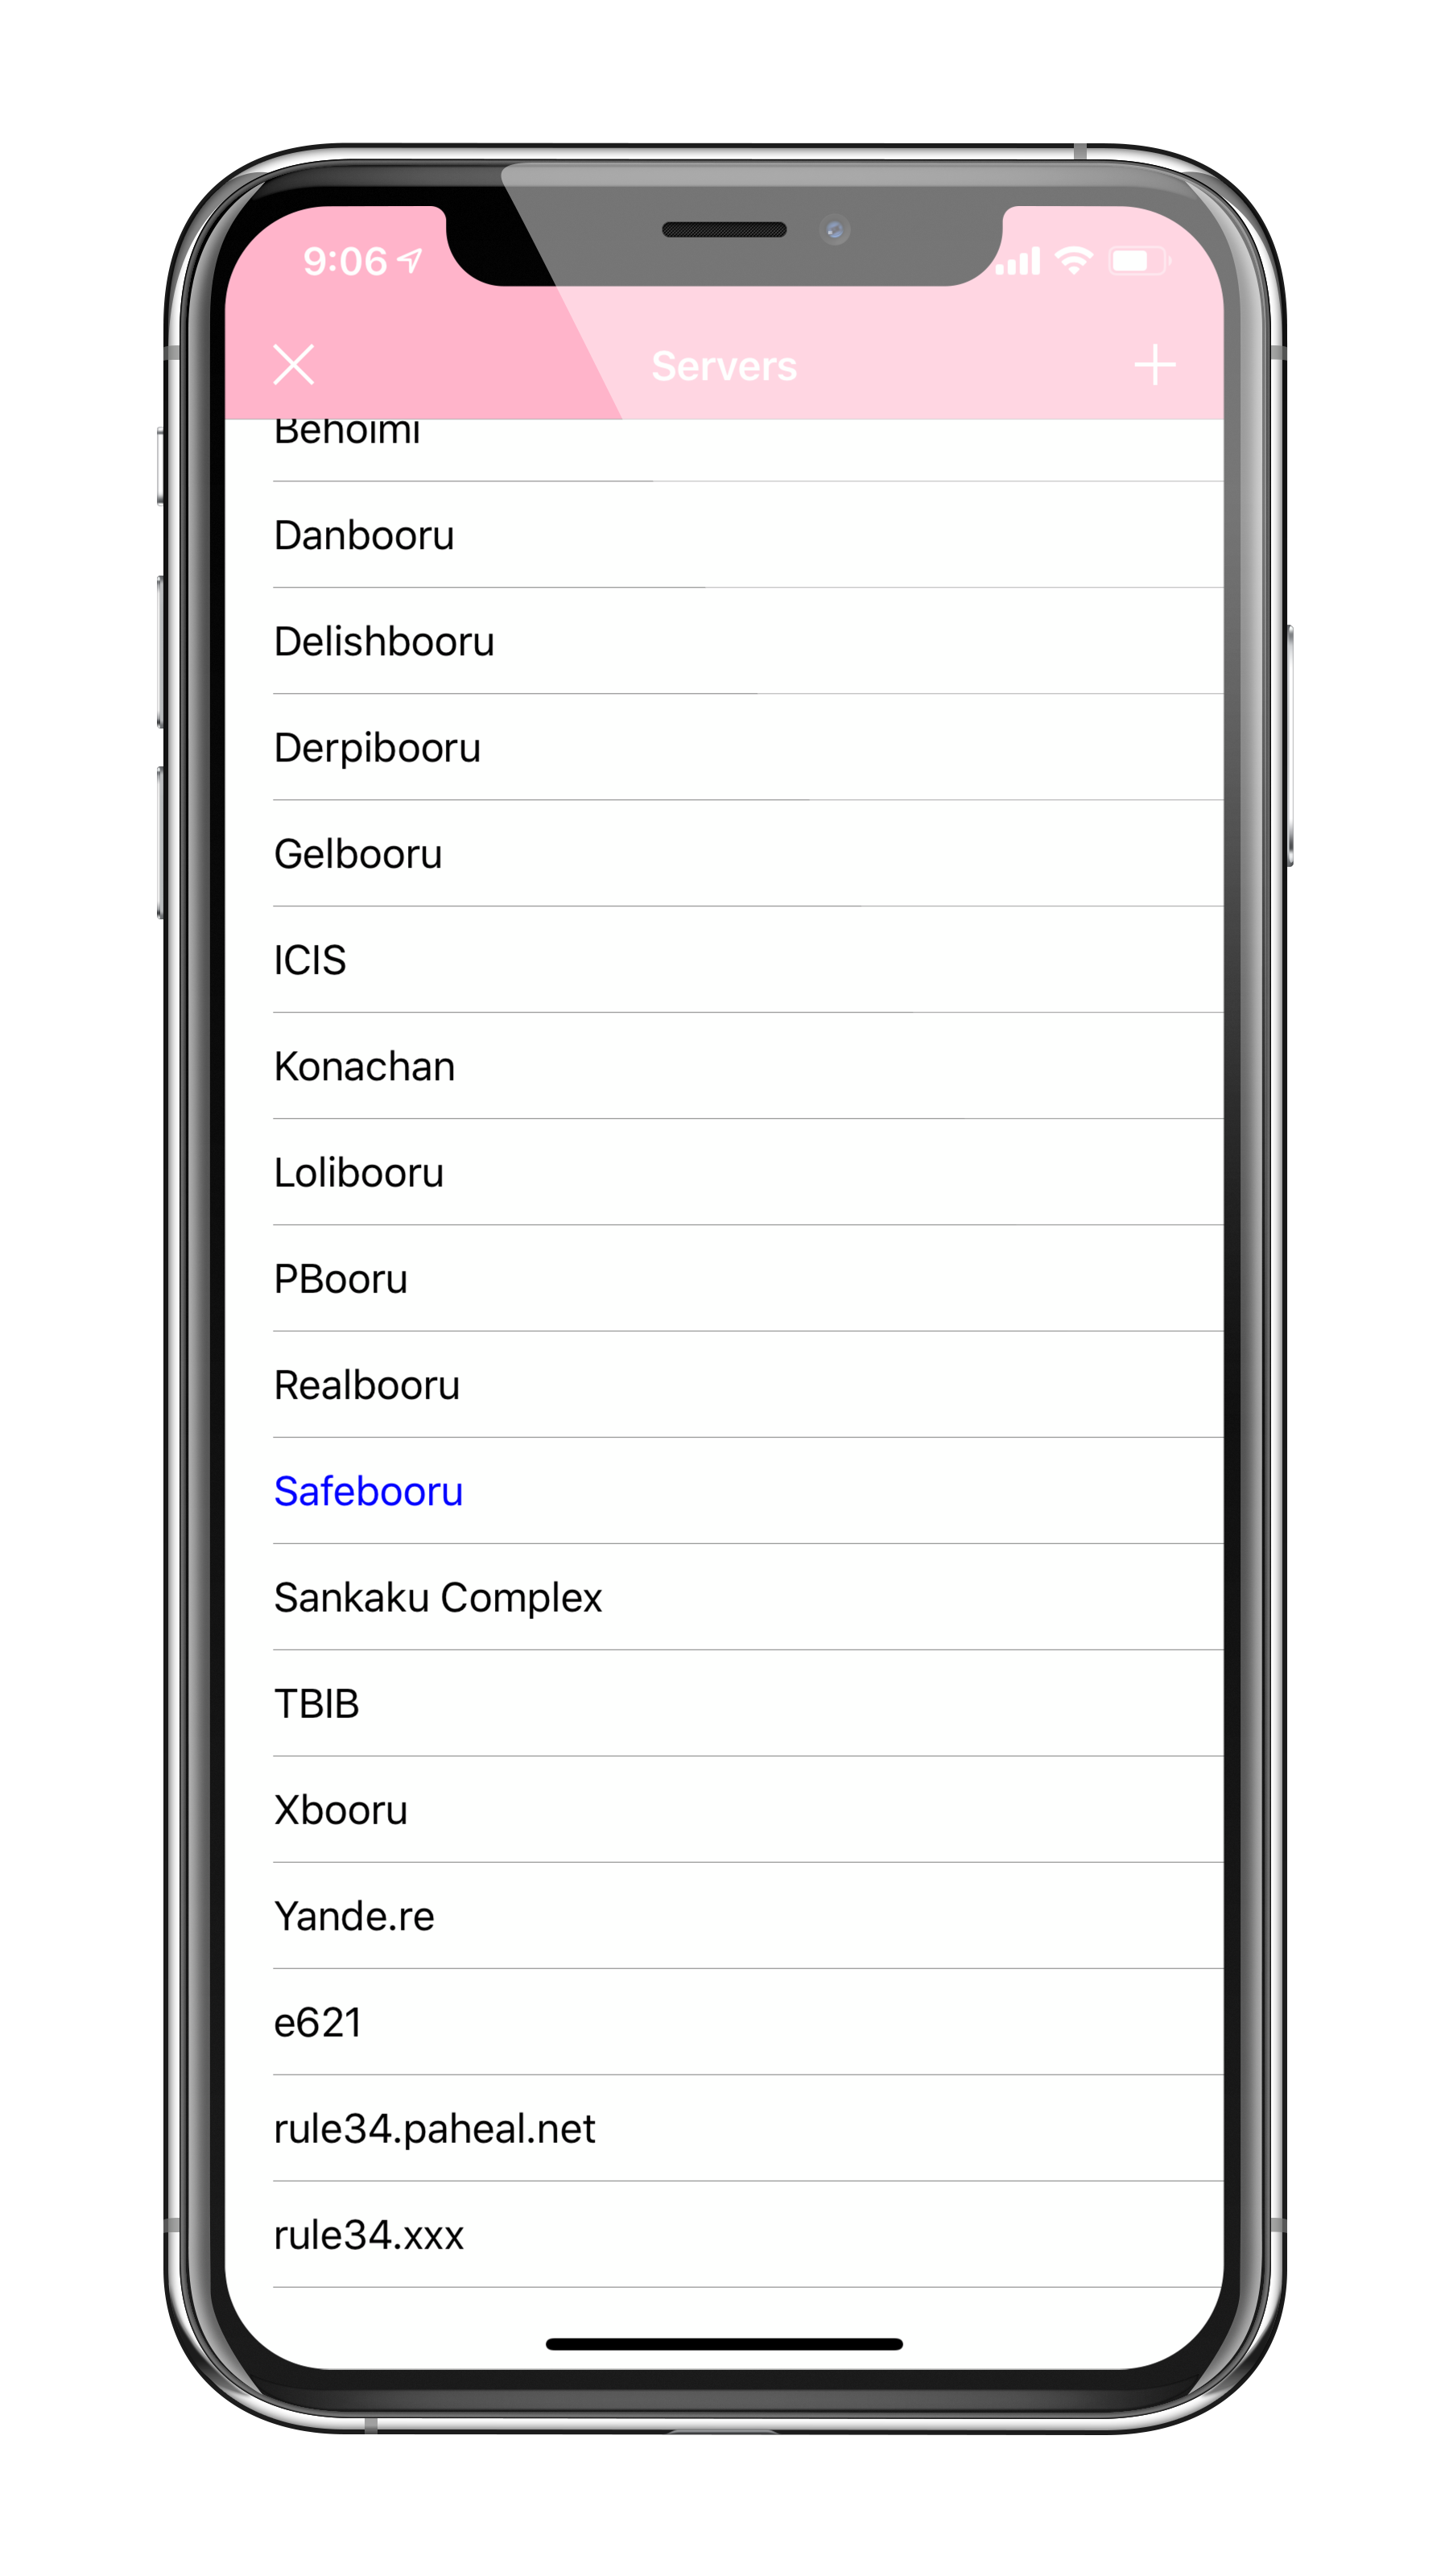 9:06
Servers
Behoimi
Danbooru
Delishbooru
Derpibooru
Gelbooru
ICIS
Konachan
Lolibooru
PBooru
Realbooru
Safebooru
Sankaku Complex
TBIB
Xbooru
Yande.re
e621
rule34.paheal.net
rule34.xxx